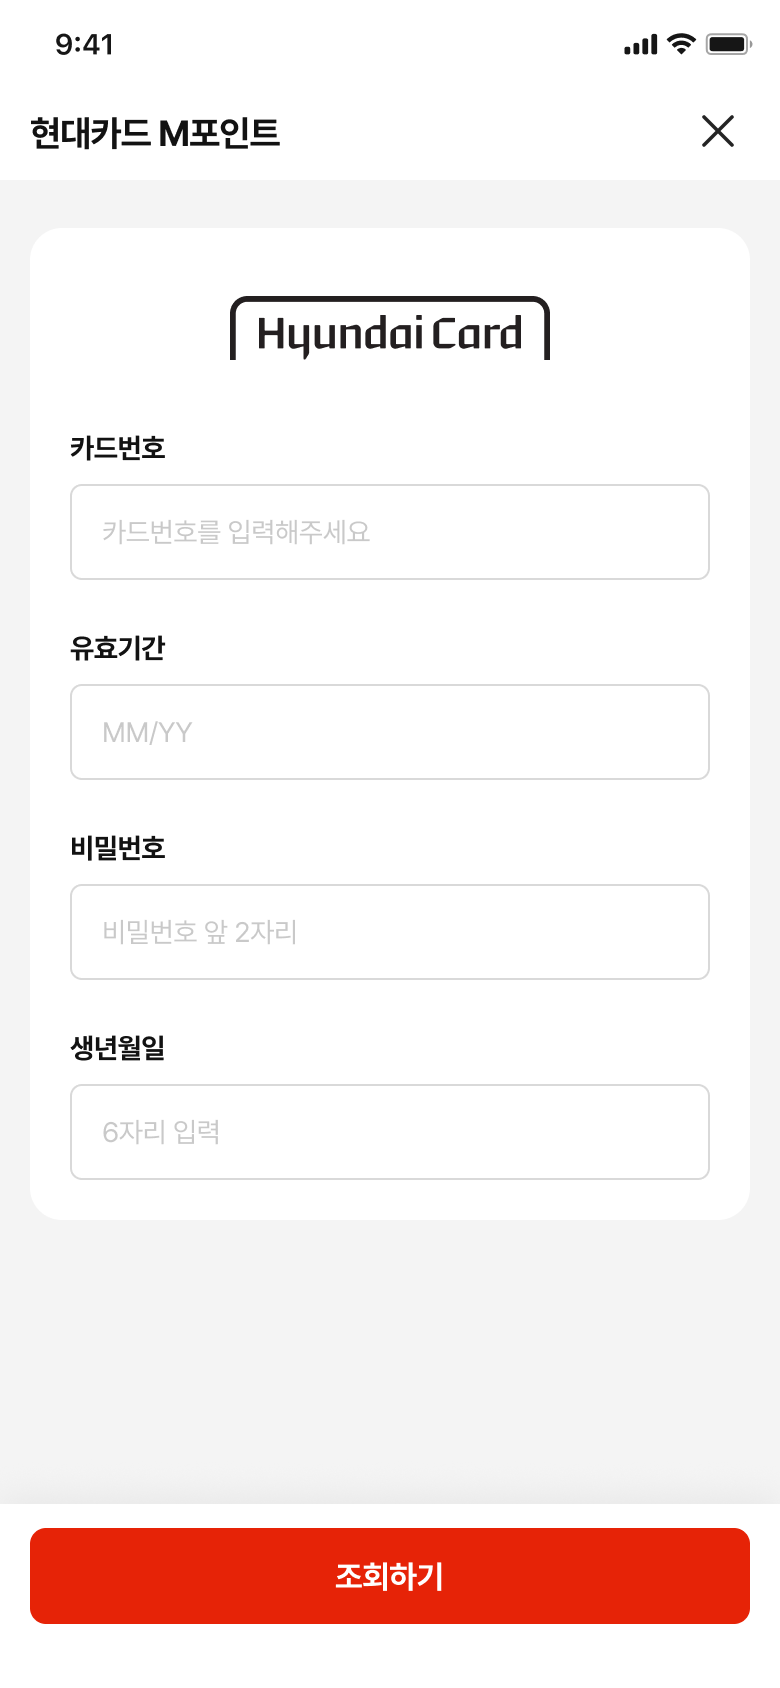 9:41
현대카드 M포인트
Hyundai Card
카드번호
카드번호를 입력해주세요
유효기간
MM/YY
비밀번호
비밀번호 앞 2자리
생년월일
6자리 입력
조회하기